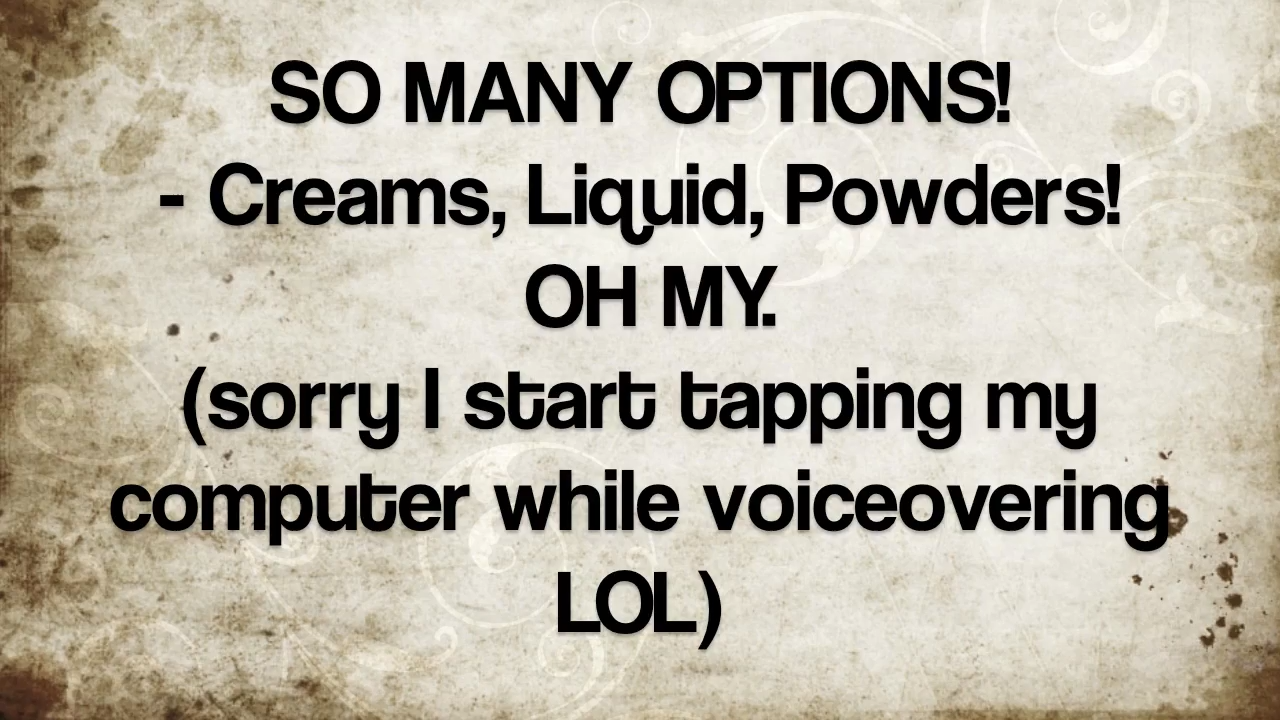 SO MANY OPTIONS!
- Creams, Liquid, Powders!
OH MY.
(sorry I start tapping my
computer while voiceovering
LOL)